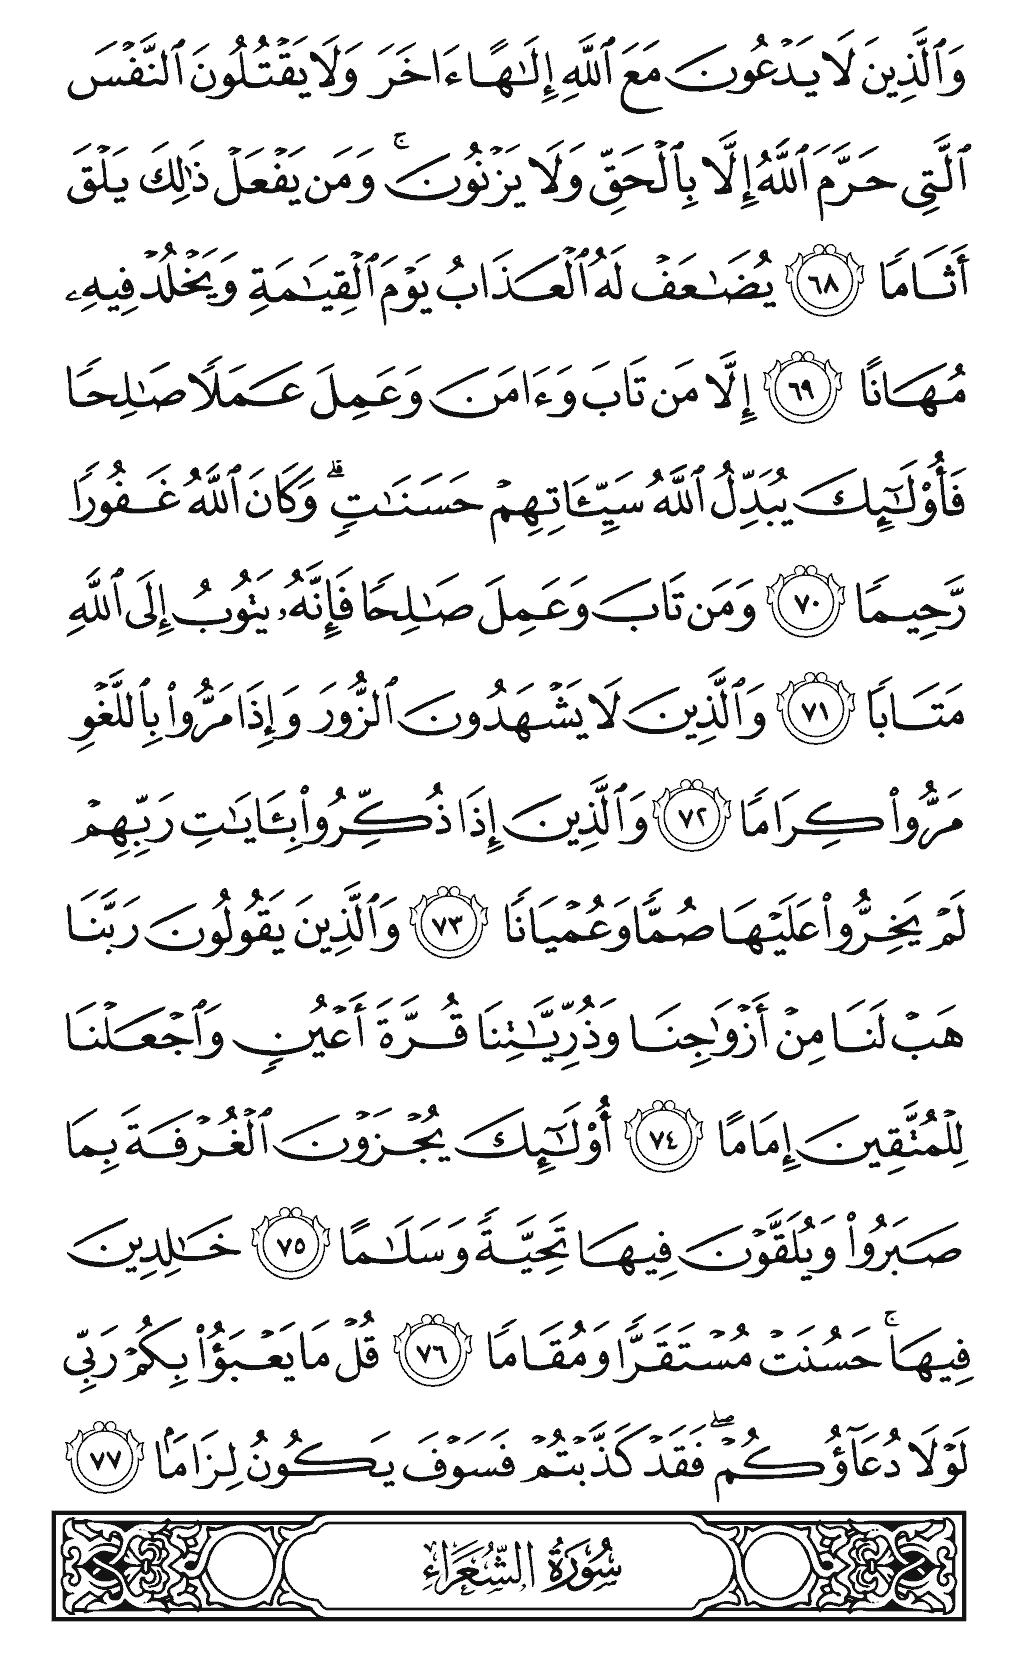 وَٱلَّذِينَ لَا يَدْعُونَ مَعَ ٱللَّهِ إِلَٰهًا ءَاخَرَ وَلَا يَقْتُلُونَ ٱلنَّفْسَ
ٱلَّتِى حَرَّمَ ٱللَّهُ إِلَّا بِٱلْحَقِّ وَلَا يَزْنُونَ ۚ وَمَن يَفْعَلْ ذَٰلِكَ يَلْقَ
أَثَامًا ٦٨ يُضَٰعَفْ لَهُ ٱلْعَذَابُ يَوْمَ ٱلْقِيَٰمَةِ وَيَخْلُدْ فِيهِۦ
مُهَانًا ٦٩ إِلَّا مَن تَابَ وَءَامَنَ وَعَمِلَ عَمَلًا صَٰلِحًا
فَأُو۟لَٰٓئِكَ يُبَدِّلُ ٱللَّهُ سَيِّـَٔاتِهِمْ حَسَنَٰتٍ ۗ وَكَانَ ٱللَّهُ غَفُورًا
رَّحِيمًا ٧٠ وَمَن تَابَ وَعَمِلَ صَٰلِحًا فَإِنَّهُۥ يَتُوبُ إِلَى ٱللَّهِ
مَتَابًا ٧١ وَٱلَّذِينَ لَا يَشْهَدُونَ ٱلزُّورَ وَإِذَا مَرُّوا۟ بِٱللَّغْوِ
مَرُّوا۟ كِرَامًا ٧٢ وَٱلَّذِينَ إِذَا ذُكِّرُوا۟ بِـَٔايَٰتِ رَبِّهِمْ
لَمْ يَخِرُّوا۟ عَلَيْهَا صُمًّا وَعُمْيَانًا ٧٣ وَٱلَّذِينَ يَقُولُونَ رَبَّنَا
هَبْ لَنَا مِنْ أَزْوَٰجِنَا وَذُرِّيَّٰتِنَا قُرَّةَ أَعْيُنٍ وَٱجْعَلْنَا
لِلْمُتَّقِينَ إِمَامًا ٧٤ أُو۟لَٰٓئِكَ يُجْزَوْنَ ٱلْغُرْفَةَ بِمَا
صَبَرُوا۟ وَيُلَقَّوْنَ فِيهَا تَحِيَّةً وَسَلَٰمًا ٧٥ خَٰلِدِينَ
فِيهَا ۚ حَسُنَتْ مُسْتَقَرًّا وَمُقَامًا ٧٦ قُلْ مَا يَعْبَؤُا۟ بِكُمْ رَبِّى
لَوْلَا دُعَآؤُكُمْ ۖ فَقَدْ كَذَّبْتُمْ فَسَوْفَ يَكُونُ لِزَامًۢا ٧٧
سُورَةُ الشُّعَرَاءِ